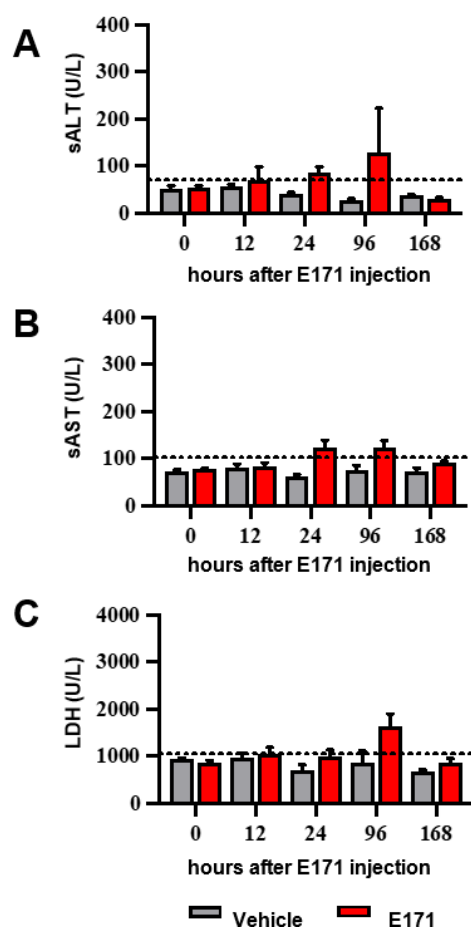 A
sALT (U/L)
400
300
200
100
0
0 12 24 96 168
hours after E171 injection
B
sAST (U/L)
400
300
200
100
0
0 12 24 96 168
hours after E171 injection
C
LDH (U/L)
4000
3000
2000
1000
0
0 12 24 96 168
hours after E171 injection
Vehicle E171